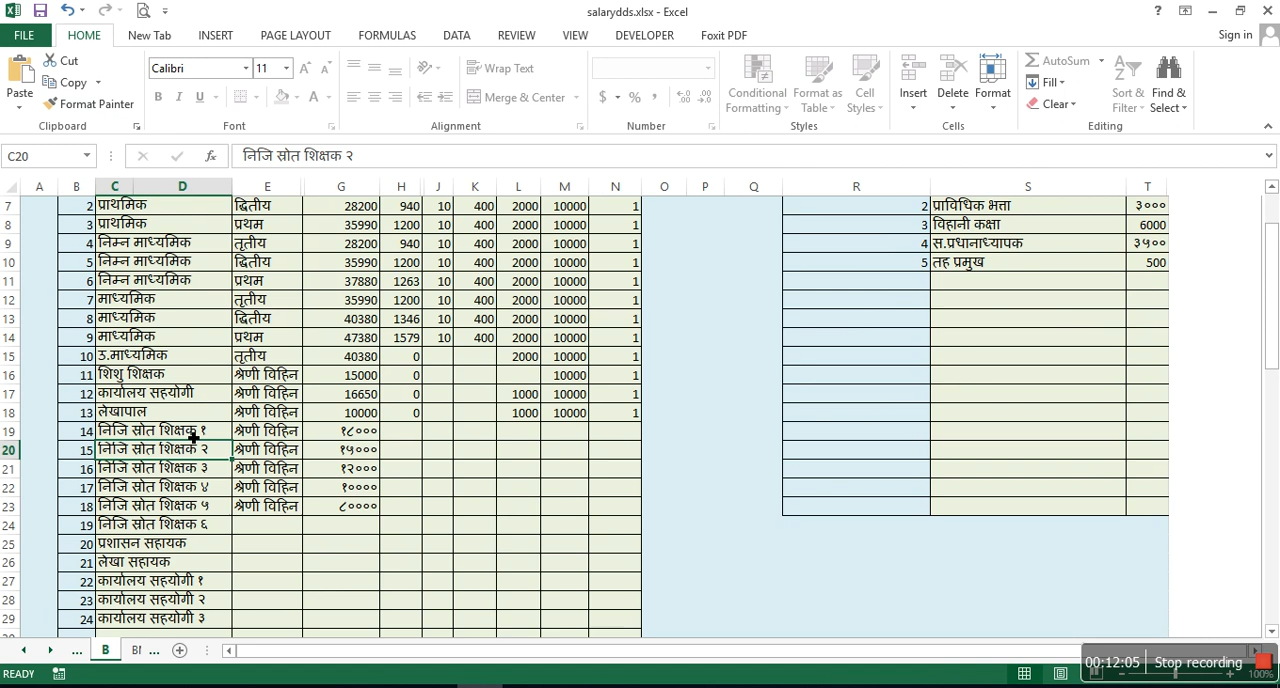 salarydds.xlsx - Excel
Sign in
FILE HOME New Tab INSERT PAGE LAYOUT FORMULAS DATA REVIEW VIEW DEVELOPER Foxit PDF
Paste Cut Copy Format Painter
Calibri 11
Wrap Text Merge & Center
Conditional Formatting Format as Table Cell Styles
Insert Delete Format
AutoSum Fill Clear Sort & Filter Find & Select
Clipboard Font Alignment Number Styles Cells Editing
C20 fx निजि स्रोत शिक्षक २
A B C D E G H J K L M N O P Q R S T
7 2 प्राथमिक द्धितीय 28200 940 10 400 2000 10000 1 2 प्राविधिक भत्ता ३०००
8 3 प्राथमिक प्रथम 35990 1200 10 400 2000 10000 1 3 विहानी कक्षा 6000
9 4 निम्न माध्यमिक तृतीय 28200 940 10 400 2000 10000 1 4 स.प्रधानाध्यापक ३५००
10 5 निम्न माध्यमिक द्धितीय 35990 1200 10 400 2000 10000 1 5 तह प्रमुख 500
11 6 निम्न माध्यमिक प्रथम 37880 1263 10 400 2000 10000 1
12 7 माध्यमिक तृतीय 35990 1200 10 400 2000 10000 1
13 8 माध्यमिक द्धितीय 40380 1346 10 400 2000 10000 1
14 9 माध्यमिक प्रथम 47380 1579 10 400 2000 10000 1
15 10 उ.माध्यमिक तृतीय 40380 0 2000 10000 1
16 11 शिशु शिक्षक श्रेणी विहिन 15000 0 10000 1
17 12 कार्यालय सहयोगी श्रेणी विहिन 16650 0 1000 10000 1
18 13 लेखापाल श्रेणी विहिन 10000 0 1000 10000 1
19 14 निजि स्रोत शिक्षक १ श्रेणी विहिन १८०००
20 15 निजि स्रोत शिक्षक २ श्रेणी विहिन १५०००
21 16 निजि स्रोत शिक्षक ३ श्रेणी विहिन १२०००
22 17 निजि स्रोत शिक्षक ४ श्रेणी विहिन १००००
23 18 निजि स्रोत शिक्षक ५ श्रेणी विहिन ८००००
24 19 निजि स्रोत शिक्षक ६
25 20 प्रशासन सहायक
26 21 लेखा सहायक
27 22 कार्यालय सहयोगी १
28 23 कार्यालय सहयोगी २
29 24 कार्यालय सहयोगी ३
... B ...
00:12:05 Stop recording
READY 100%